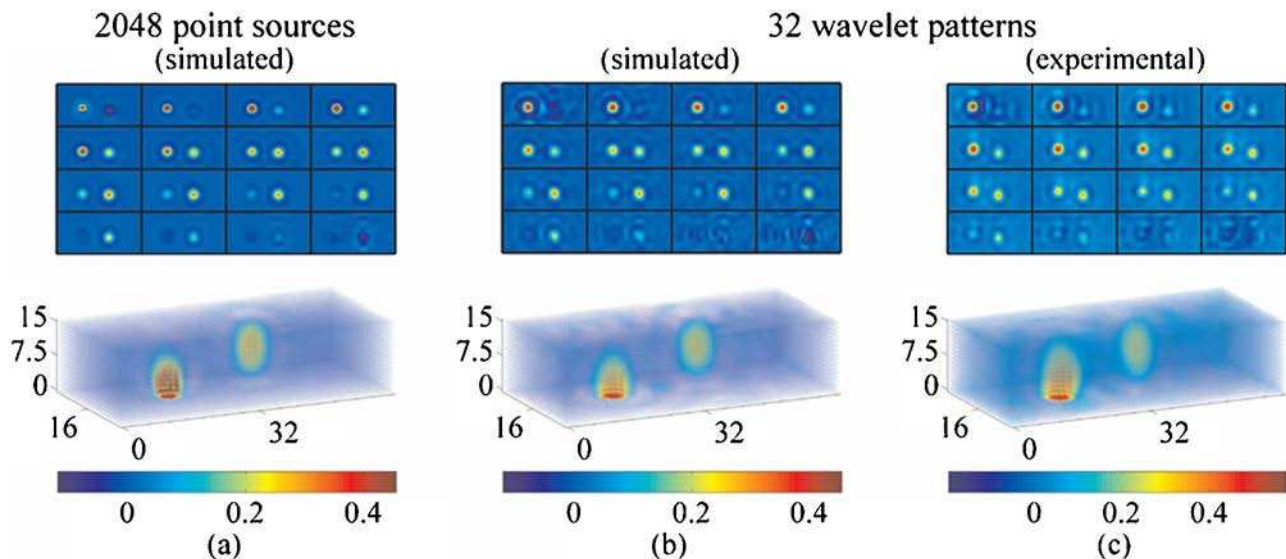 2048 point sources
(simulated)
32 wavelet patterns
(simulated)
(experimental)
15
7.5
0
16
0
32
15
7.5
0
16
0
32
15
7.5
0
16
0
32
0 0.2 0.4
0 0.2 0.4
0 0.2 0.4
(a)
(b)
(c)